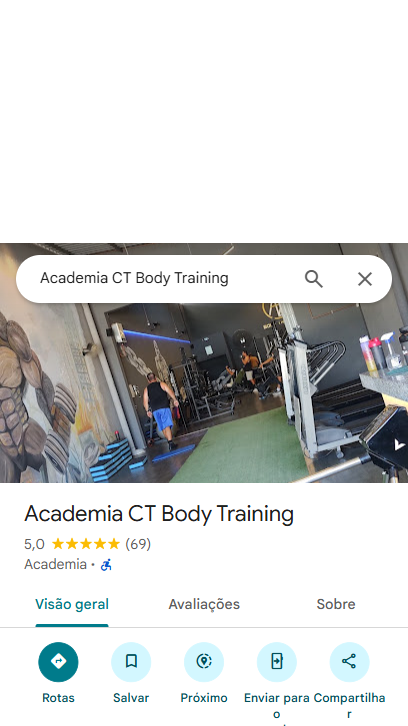 Academia CT Body Training
Academia CT Body Training
5,0 (69)
Academia ·
Visão geral Avaliações Sobre
Rotas Salvar Próximo Enviar para Compartilha
o r